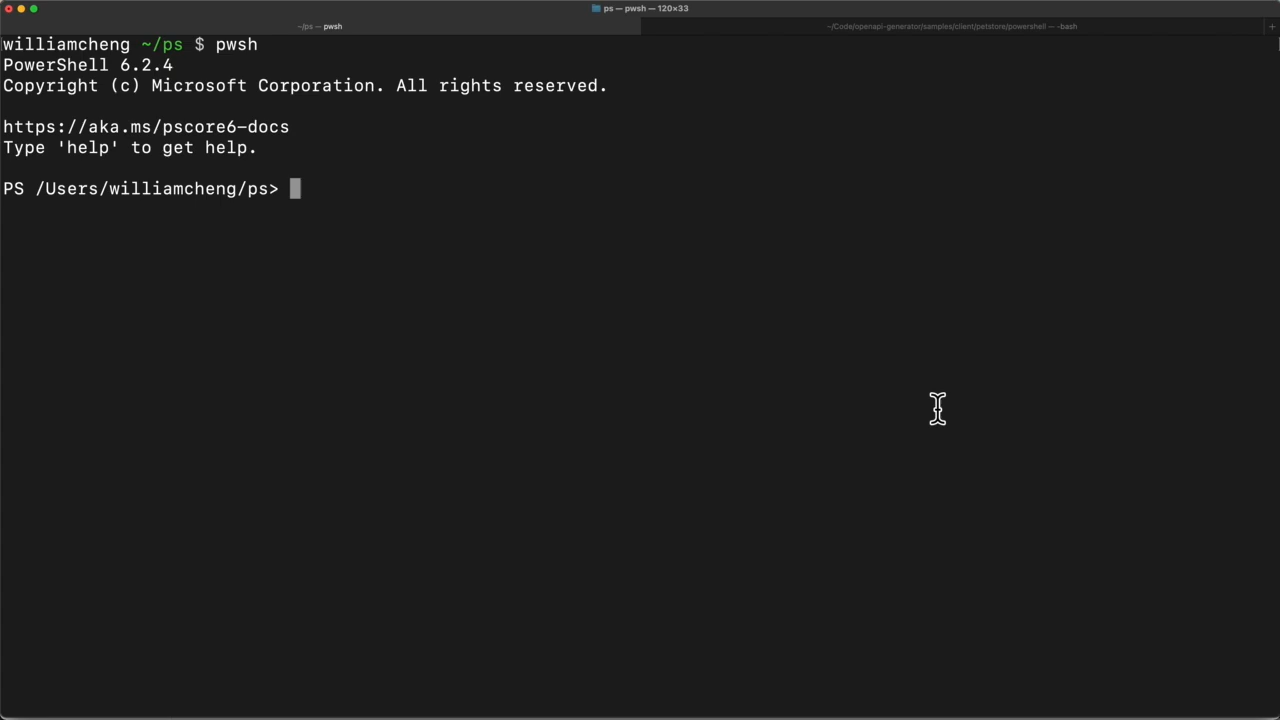 ps — pwsh — 120×33
~/ps — pwsh
~/Code/openapi-generator/samples/client/petstore/powershell — -bash
+
williamcheng ~/ps $ pwsh
PowerShell 6.2.4
Copyright (c) Microsoft Corporation. All rights reserved.
https://aka.ms/pscore6-docs
Type 'help' to get help.
PS /Users/williamcheng/ps>